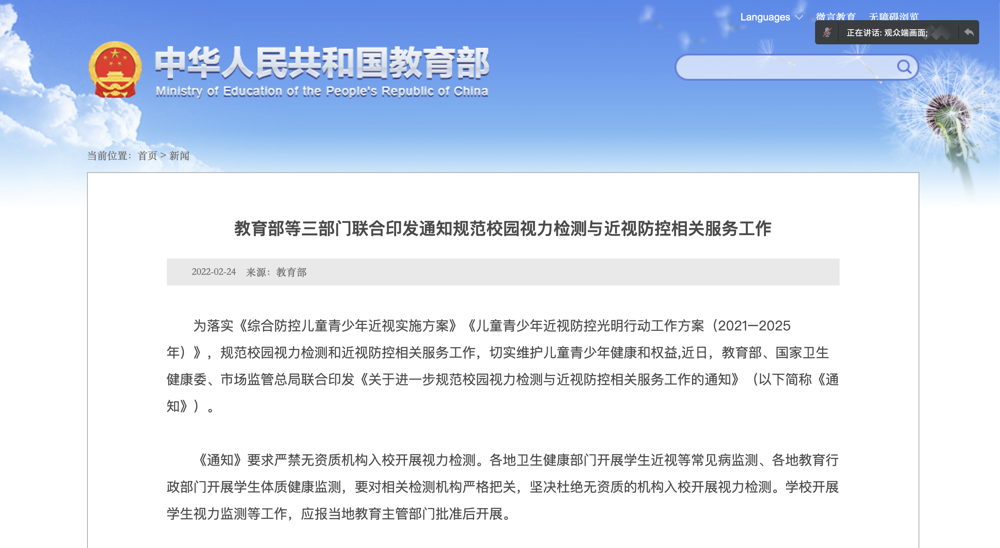 Languages 微言教育 无障碍浏览
正在讲话: 观众端画面;
中华人民共和国教育部
Ministry of Education of the People's Republic of China
当前位置：首页 > 新闻
教育部等三部门联合印发通知规范校园视力检测与近视防控相关服务工作
2022-02-24 来源：教育部
为落实《综合防控儿童青少年近视实施方案》《儿童青少年近视防控光明行动工作方案（2021—2025
年）》，规范校园视力检测和近视防控相关服务工作，切实维护儿童青少年健康和权益,近日，教育部、国家卫生
健康委、市场监管总局联合印发《关于进一步规范校园视力检测与近视防控相关服务工作的通知》（以下简称《通
知》）。
《通知》要求严禁无资质机构入校开展视力检测。各地卫生健康部门开展学生近视等常见病监测、各地教育行
政部门开展学生体质健康监测，要对相关检测机构严格把关，坚决杜绝无资质的机构入校开展视力检测。学校开展
学生视力监测等工作，应报当地教育主管部门批准后开展。